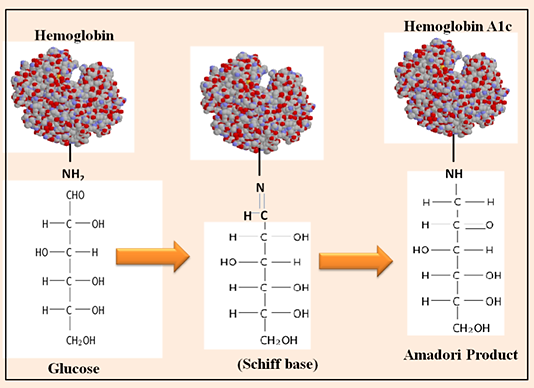 Hemoglobin
Hemoglobin A1c
NH2
N
NH
CHO
H C OH
HO C H
H C OH
H C OH
CH2OH
Glucose
H C
H C OH
HO C H
H C OH
H C OH
CH2OH
(Schiff base)
H C H
H C O
HO C H
H C OH
H C OH
CH2OH
Amadori Product